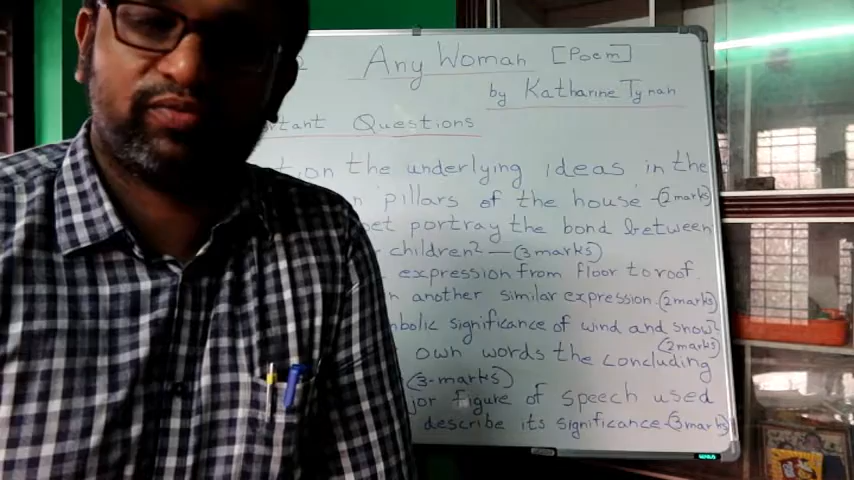 2 Any Woman [Poem]
by Katharine Tynan
rtant Questions
tion the underlying ideas in the
n 'pillars of the house -(2 marks)
oet portray the bond between
children? - (3 marks)
expression from floor to roof.
n another similar expression. (2 marks)
mbolic significance of wind and snow?
(2 marks)
own words the concluding
(3-marks)
jor figure of speech used
describe its significance-(3 marks)